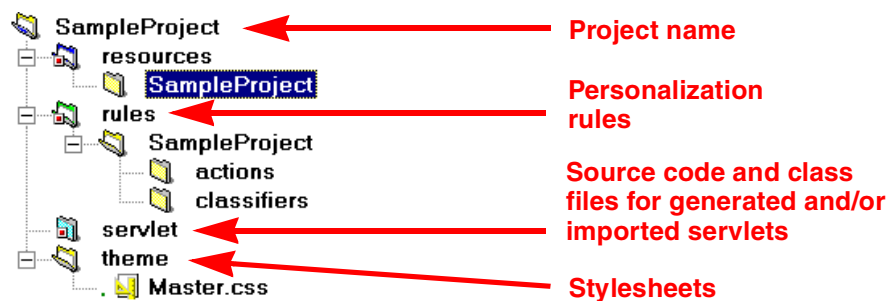 SampleProject
Project name
resources
SampleProject
Personalization
rules
rules
SampleProject
actions
classifiers
Source code and class
files for generated and/or
imported servlets
servlet
theme
Master.css
Stylesheets